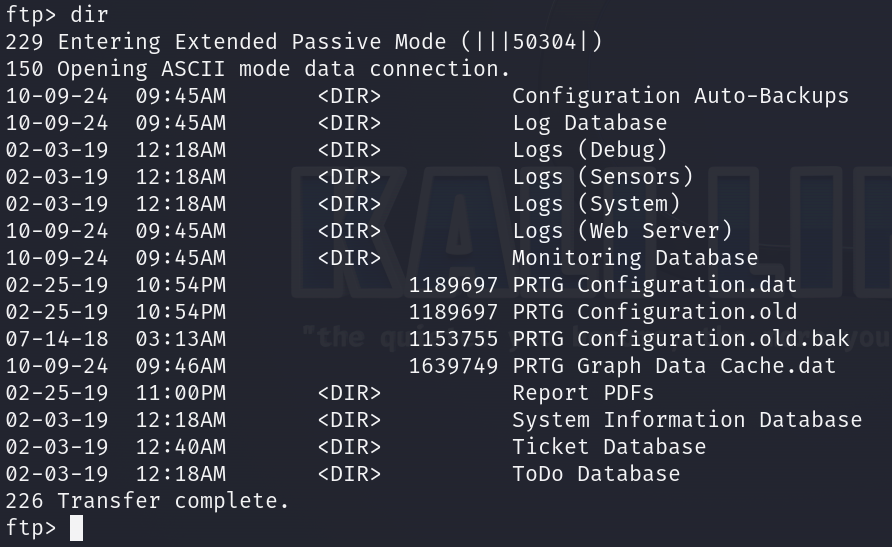 ftp> dir
229 Entering Extended Passive Mode (|||50304|)
150 Opening ASCII mode data connection.
10-09-24  09:45AM       <DIR>          Configuration Auto-Backups
10-09-24  09:45AM       <DIR>          Log Database
02-03-19  12:18AM       <DIR>          Logs (Debug)
02-03-19  12:18AM       <DIR>          Logs (Sensors)
02-03-19  12:18AM       <DIR>          Logs (System)
10-09-24  09:45AM       <DIR>          Logs (Web Server)
10-09-24  09:45AM       <DIR>          Monitoring Database
02-25-19  10:54PM              1189697 PRTG Configuration.dat
02-25-19  10:54PM              1189697 PRTG Configuration.old
07-14-18  03:13AM              1153755 PRTG Configuration.old.bak
10-09-24  09:46AM              1639749 PRTG Graph Data Cache.dat
02-25-19  11:00PM       <DIR>          Report PDFs
02-03-19  12:18AM       <DIR>          System Information Database
02-03-19  12:40AM       <DIR>          Ticket Database
02-03-19  12:18AM       <DIR>          ToDo Database
226 Transfer complete.
ftp>
KALI
"the
you